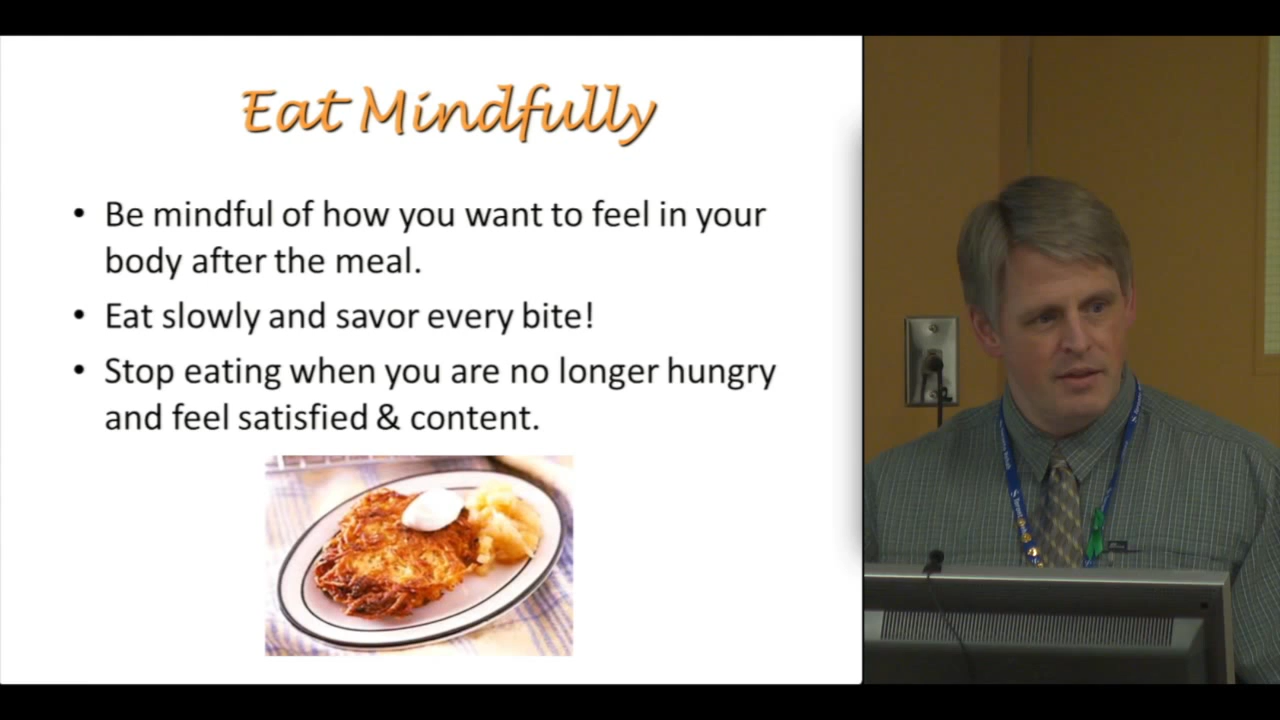 Eat Mindfully
• Be mindful of how you want to feel in your
body after the meal.
• Eat slowly and savor every bite!
• Stop eating when you are no longer hungry
and feel satisfied & content.